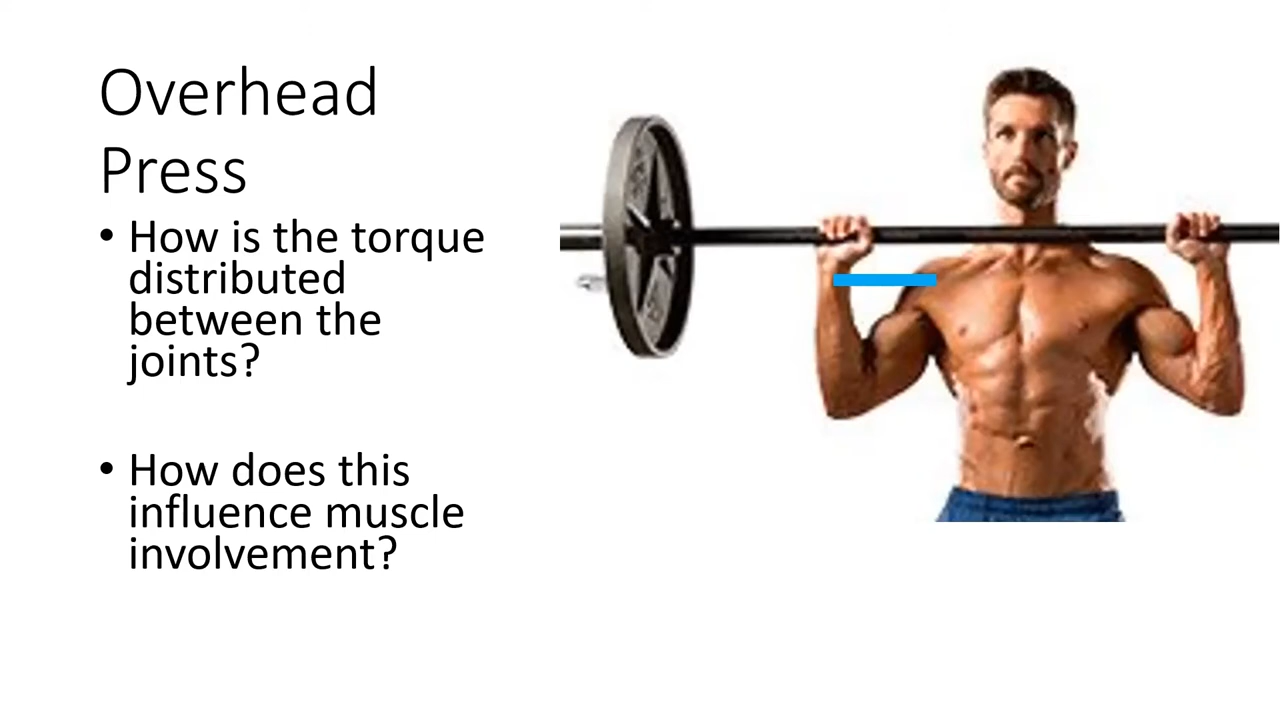 Overhead
Press
• How is the torque
distributed
between the
joints?
• How does this
influence muscle
involvement?